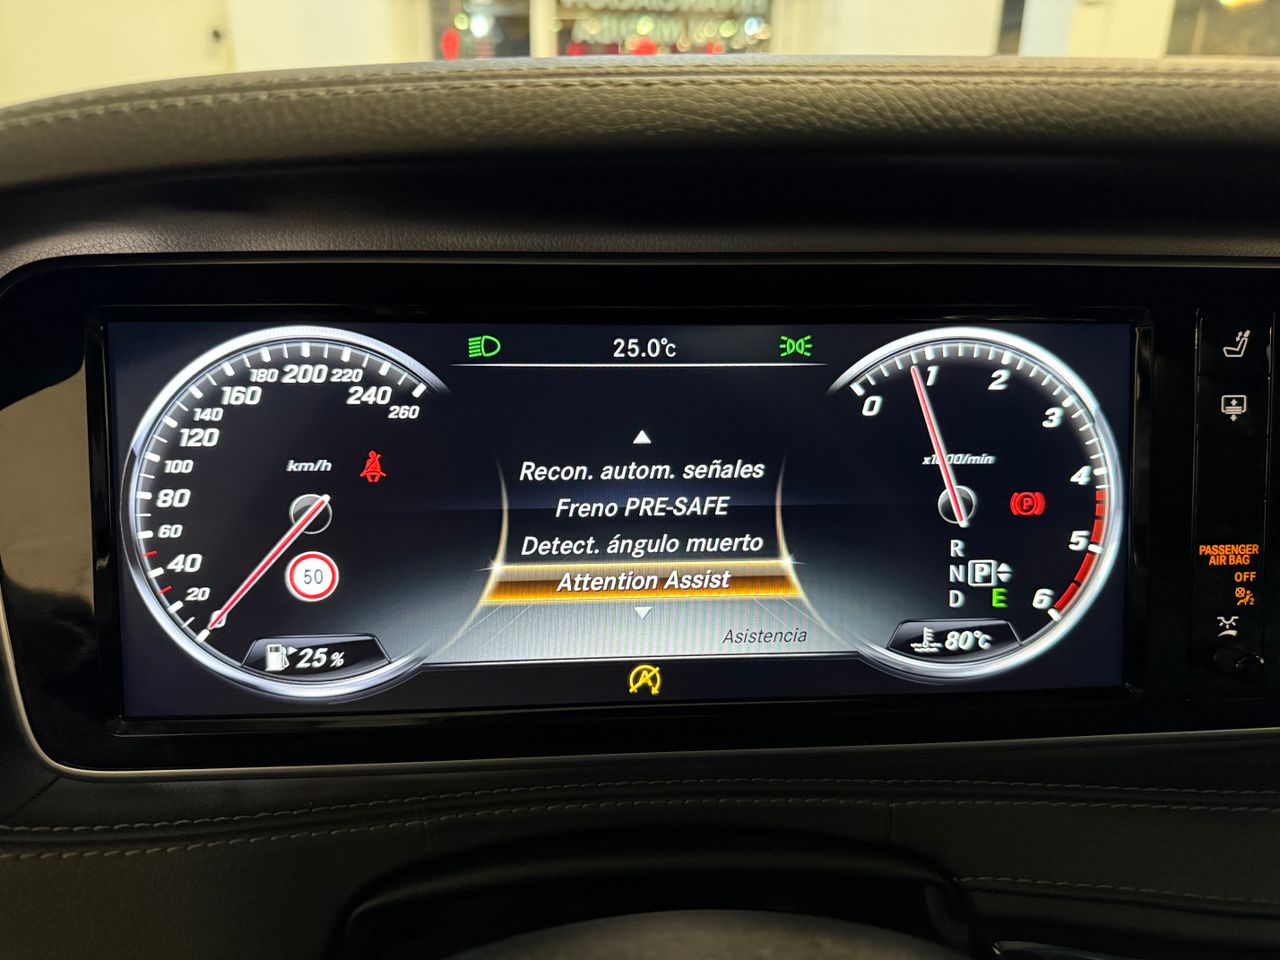 25.0°c
180 200 220
160 240
140 260
120
100
80
60
40
20
km/h
50
25 %
Recon. autom. señales
Freno PRE-SAFE
Detect. ángulo muerto
Attention Assist
Asistencia
A
0 1 2 3 4 5 6
R
N P
D E
P
80°c
PASSENGER
AIR BAG
OFF
2